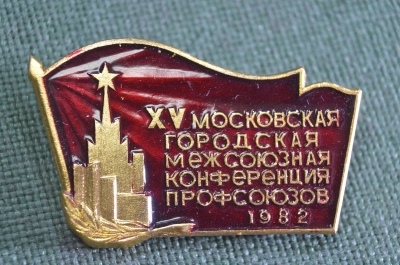 XV МОСКОВСКАЯ
ГОРОДСКАЯ
МЕЖСОЮЗНАЯ
КОНФЕРЕНЦИЯ
ПРОФСОЮЗОВ
1982